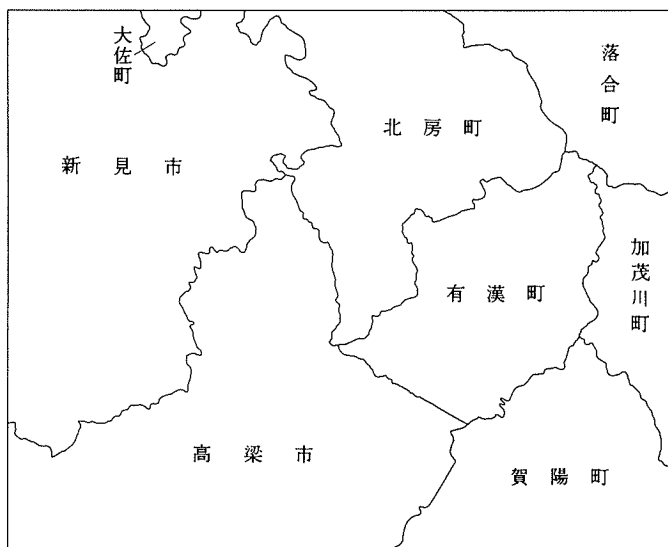 大佐町
落合町
北房町
新見市
加茂川町
有漢町
高梁市
賀陽町